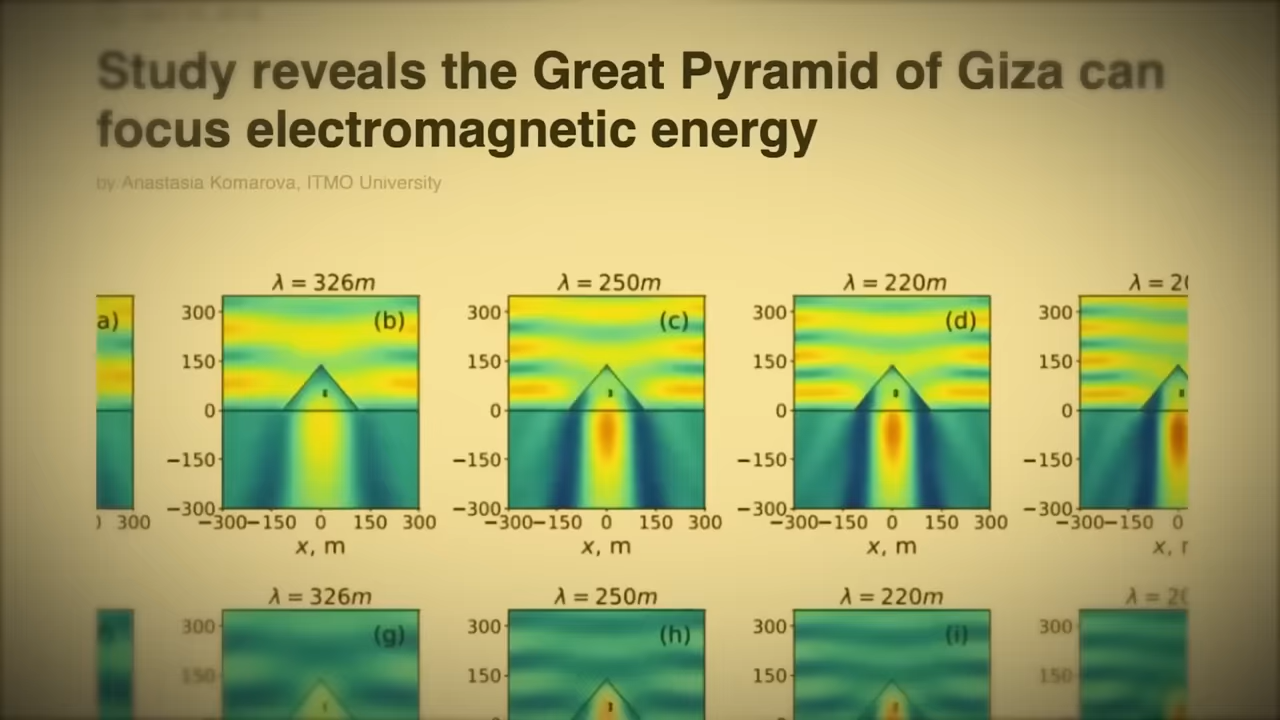 Study reveals the Great Pyramid of Giza can
focus electromagnetic energy
by Anastasia Komarova, ITMO University
λ = 326m
λ = 250m
λ = 220m
300 (b)
300 (c)
300 (d)
300
a)
150
150
150
150
0
0
0
0
−150
−150
−150
−150
−300
−300
−300
−300
300
−300 −150 0 150 300
−300 −150 0 150 300
−300 −150 0 150 300
−300 −150 0
x, m
x, m
x, m
λ = 326m
λ = 250m
λ = 220m
300 (g)
300 (h)
300 (i)
300
150
150
150
150